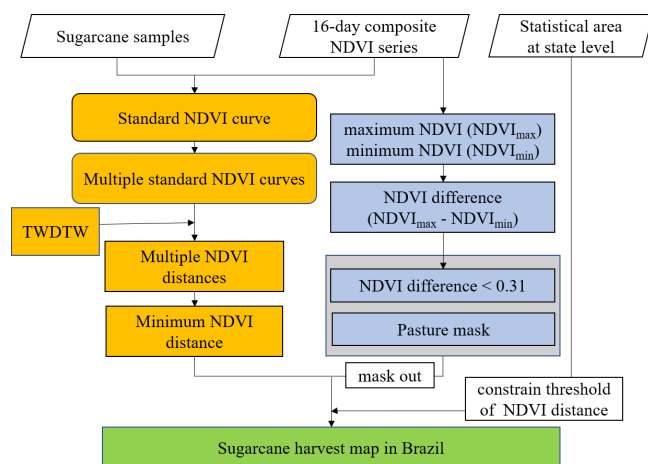 Sugarcane samples
16-day composite
NDVI series
Statistical area
at state level
Standard NDVI curve
Multiple standard NDVI curves
TWDTW
Multiple NDVI
distances
Minimum NDVI
distance
maximum NDVI (NDVImax)
minimum NDVI (NDVImin)
NDVI difference
(NDVImax - NDVImin)
NDVI difference < 0.31
Pasture mask
mask out
constrain threshold
of NDVI distance
Sugarcane harvest map in Brazil